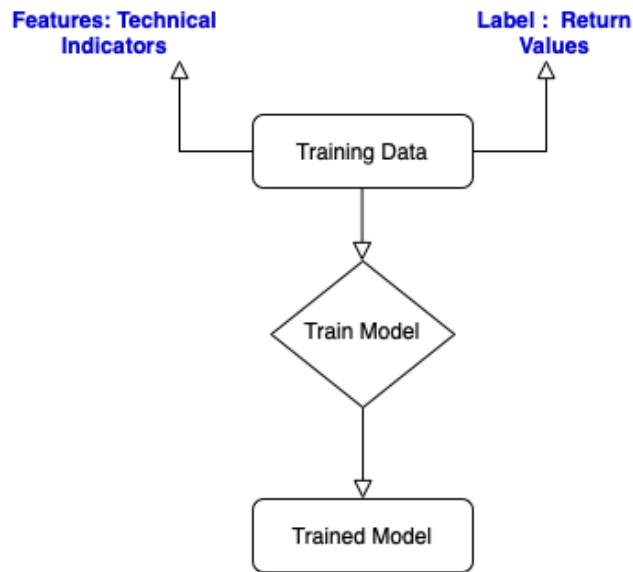 Features: Technical
Indicators
Label : Return
Values
Training Data
Train Model
Trained Model